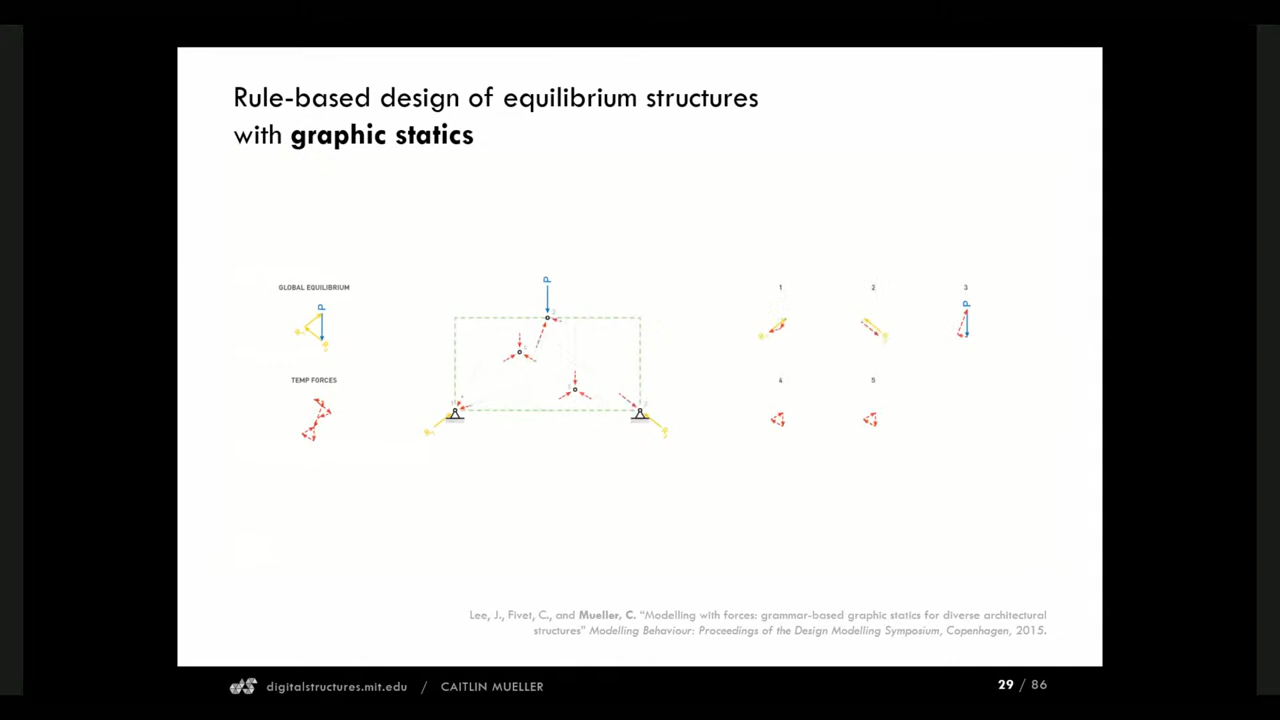 Rule-based design of equilibrium structures
with graphic statics
GLOBAL EQUILIBRIUM
P
TEMP FORCES
P
1
2
3
P
4
5
Lee, J., Fivet, C., and Mueller, C. "Modelling with forces: grammar-based graphic statics for diverse architectural
structures" Modelling Behaviour: Proceedings of the Design Modelling Symposium, Copenhagen, 2015.
digitalstructures.mit.edu / CAITLIN MUELLER
29 / 86